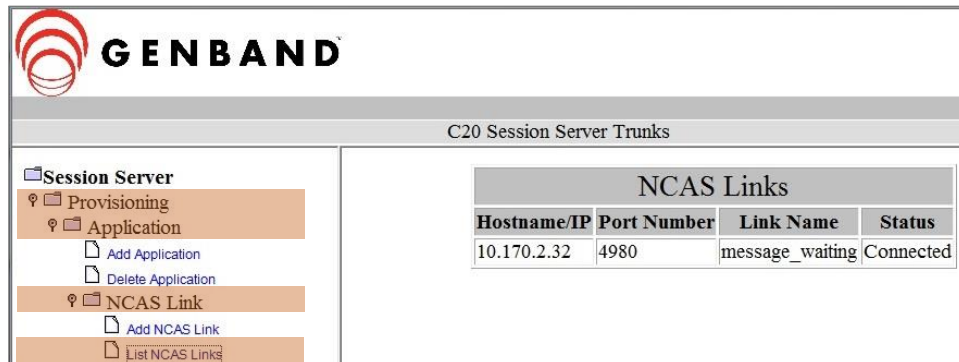 GENBAND
C20 Session Server Trunks
Session Server
Provisioning
Application
Add Application
Delete Application
NCAS Link
Add NCAS Link
List NCAS Links
NCAS Links
Hostname/IP Port Number Link Name Status
10.170.2.32 4980 message_waiting Connected